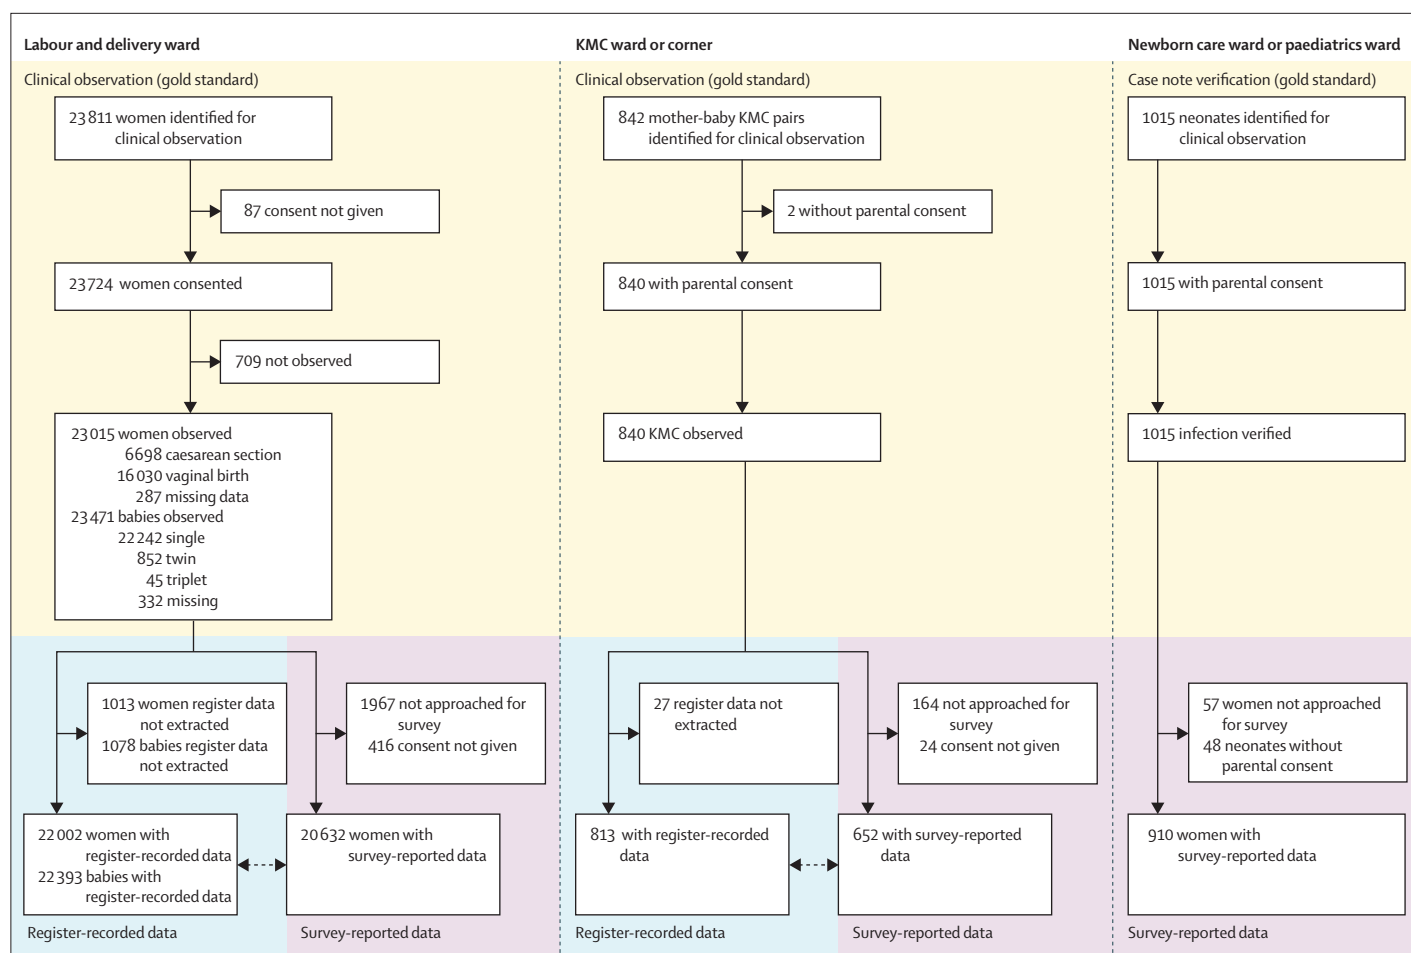 Labour and delivery ward
Clinical observation (gold standard)
23 811 women identified for
clinical observation
87 consent not given
23 724 women consented
709 not observed
23 015 women observed
6698 caesarean section
16 030 vaginal birth
287 missing data
23 471 babies observed
22 242 single
852 twin
45 triplet
332 missing
1013 women register data
not extracted
1078 babies register data
not extracted
1967 not approached for
survey
416 consent not given
22 002 women with
register-recorded data
22 393 babies with
register-recorded data
20 632 women with
survey-reported data
Register-recorded data
Survey-reported data
KMC ward or corner
Clinical observation (gold standard)
842 mother-baby KMC pairs
identified for clinical observation
2 without parental consent
840 with parental consent
840 KMC observed
27 register data not
extracted
164 not approached for
survey
24 consent not given
813 with register-recorded
data
652 with survey-reported
data
Register-recorded data
Survey-reported data
Newborn care ward or paediatrics ward
Case note verification (gold standard)
1015 neonates identified for
clinical observation
1015 with parental consent
1015 infection verified
57 women not approached
for survey
48 neonates without
parental consent
910 women with
survey-reported data
Survey-reported data